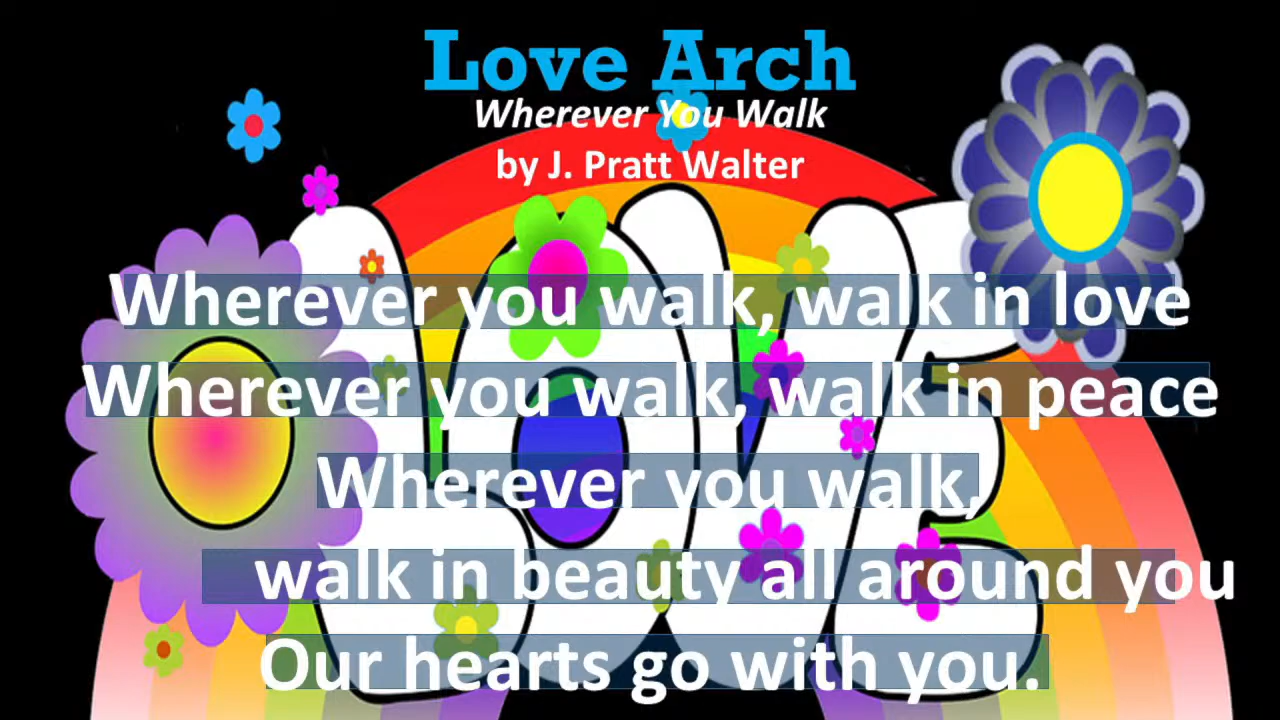 Love Arch
Wherever You Walk
by J. Pratt Walter
LOVE
Wherever you walk, walk in love
Wherever you walk, walk in peace
Wherever you walk,
walk in beauty all around you
Our hearts go with you.